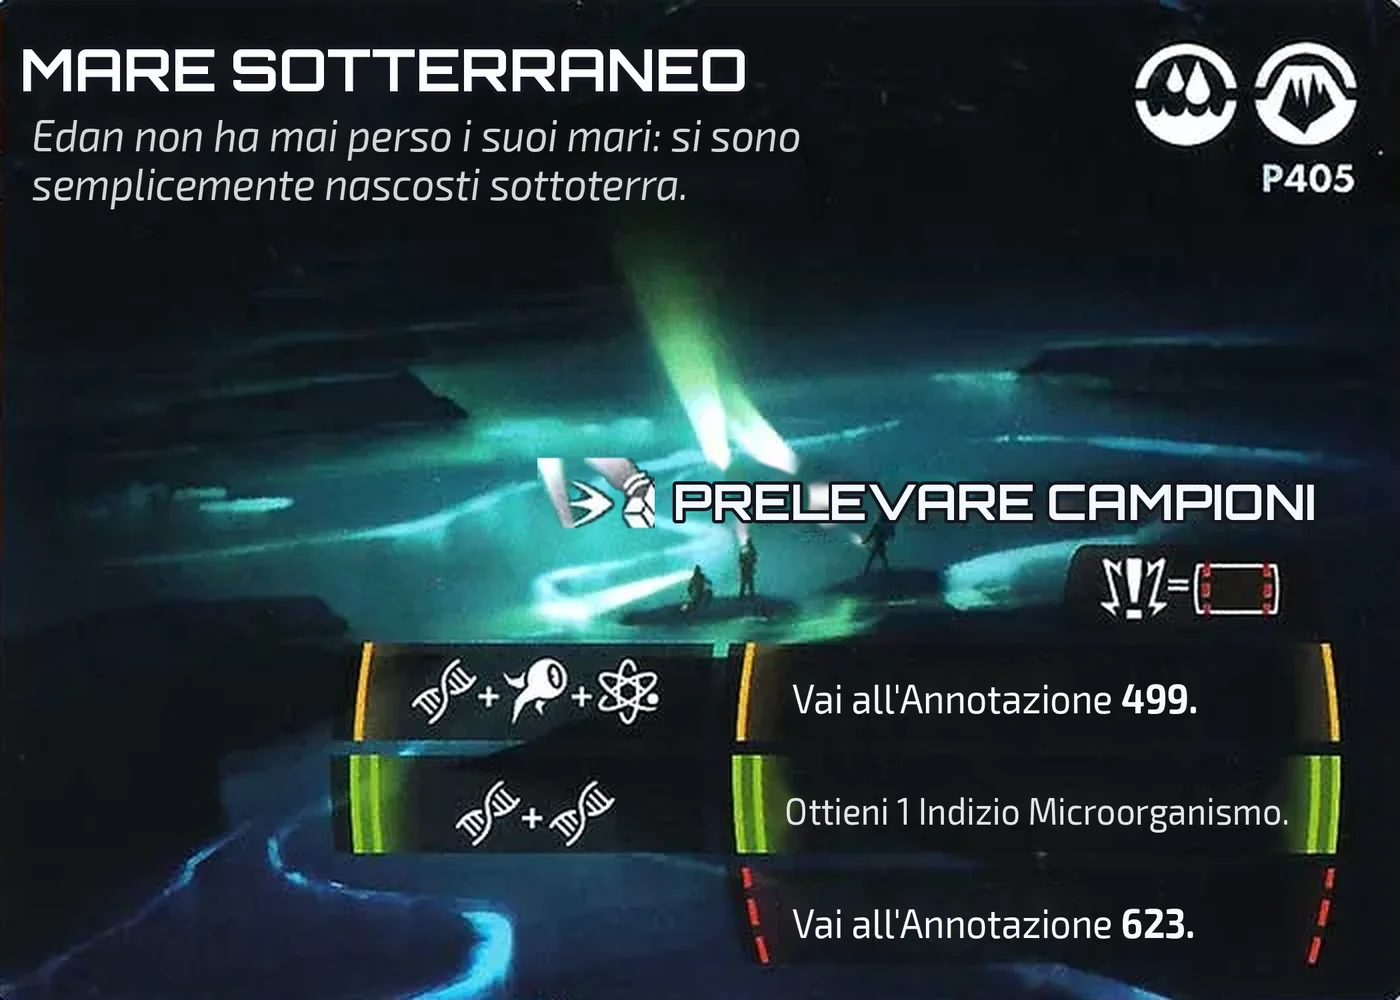 MARE SOTTERRANEO
Edan non ha mai perso i suoi mari: si sono
semplicemente nascosti sottoterra.
P405
PRELEVARE CAMPIONI
! =
+ +
Vai all'Annotazione 499.
+
Ottieni 1 Indizio Microorganismo.
Vai all'Annotazione 623.